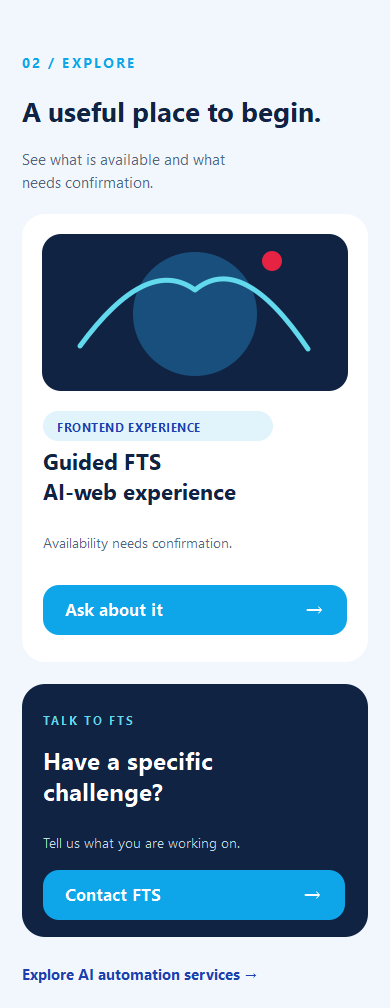 02 / EXPLORE
A useful place to begin.
See what is available and what
needs confirmation.
FRONTEND EXPERIENCE
Guided FTS
AI-web experience
Availability needs confirmation.
Ask about it →
TALK TO FTS
Have a specific
challenge?
Tell us what you are working on.
Contact FTS →
Explore AI automation services →